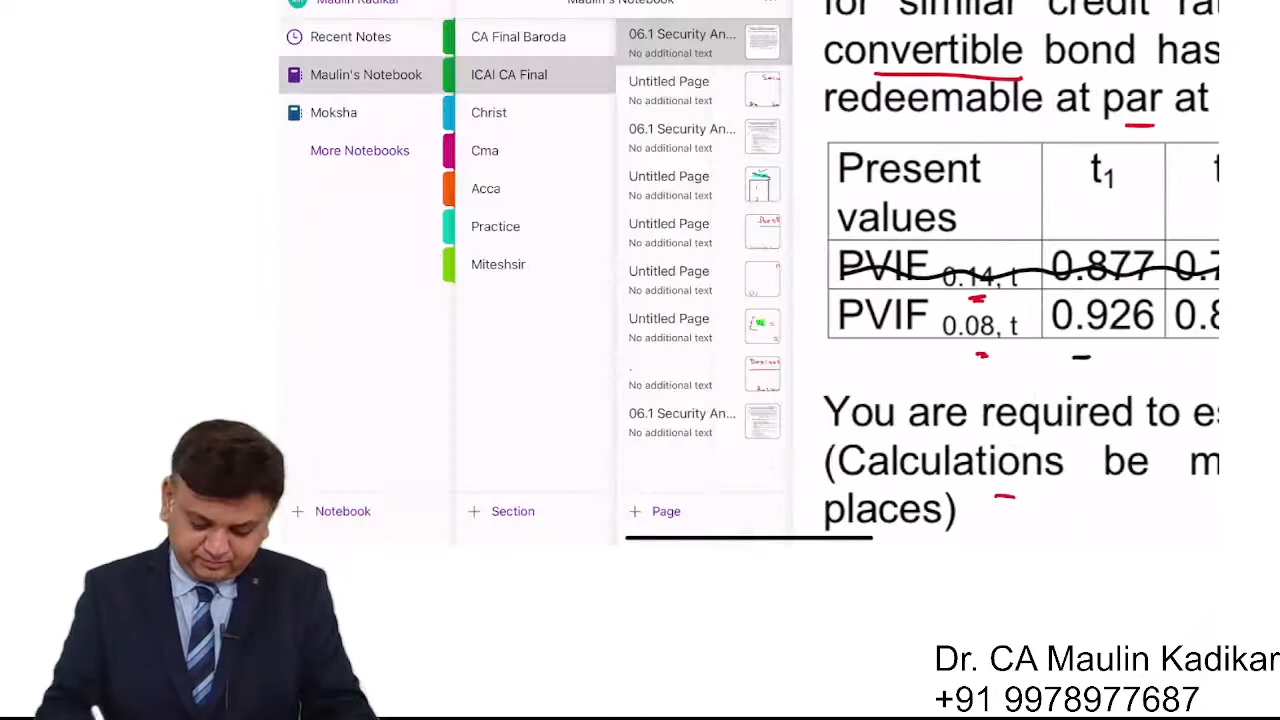 Maulin Kadikar
Maulin's Notebook
Recent Notes
Maulin's Notebook
Moksha
More Notebooks
CA Final Baroda
ICAI CA Final
Christ
Cma
Acca
Practice
Miteshsir
06.1 Security An...
No additional text
Untitled Page
No additional text
06.1 Security An...
No additional text
Untitled Page
No additional text
Untitled Page
No additional text
Untitled Page
No additional text
Untitled Page
No additional text
.
No additional text
06.1 Security An...
No additional text
+ Notebook
+ Section
+ Page
for similar credit
convertible bond has
redeemable at par at
Present values t1
PVIF 0.14, t 0.877
PVIF 0.08, t 0.926 0.8
You are required to
(Calculations be
places)
Dr. CA Maulin Kadikar
+91 9978977687